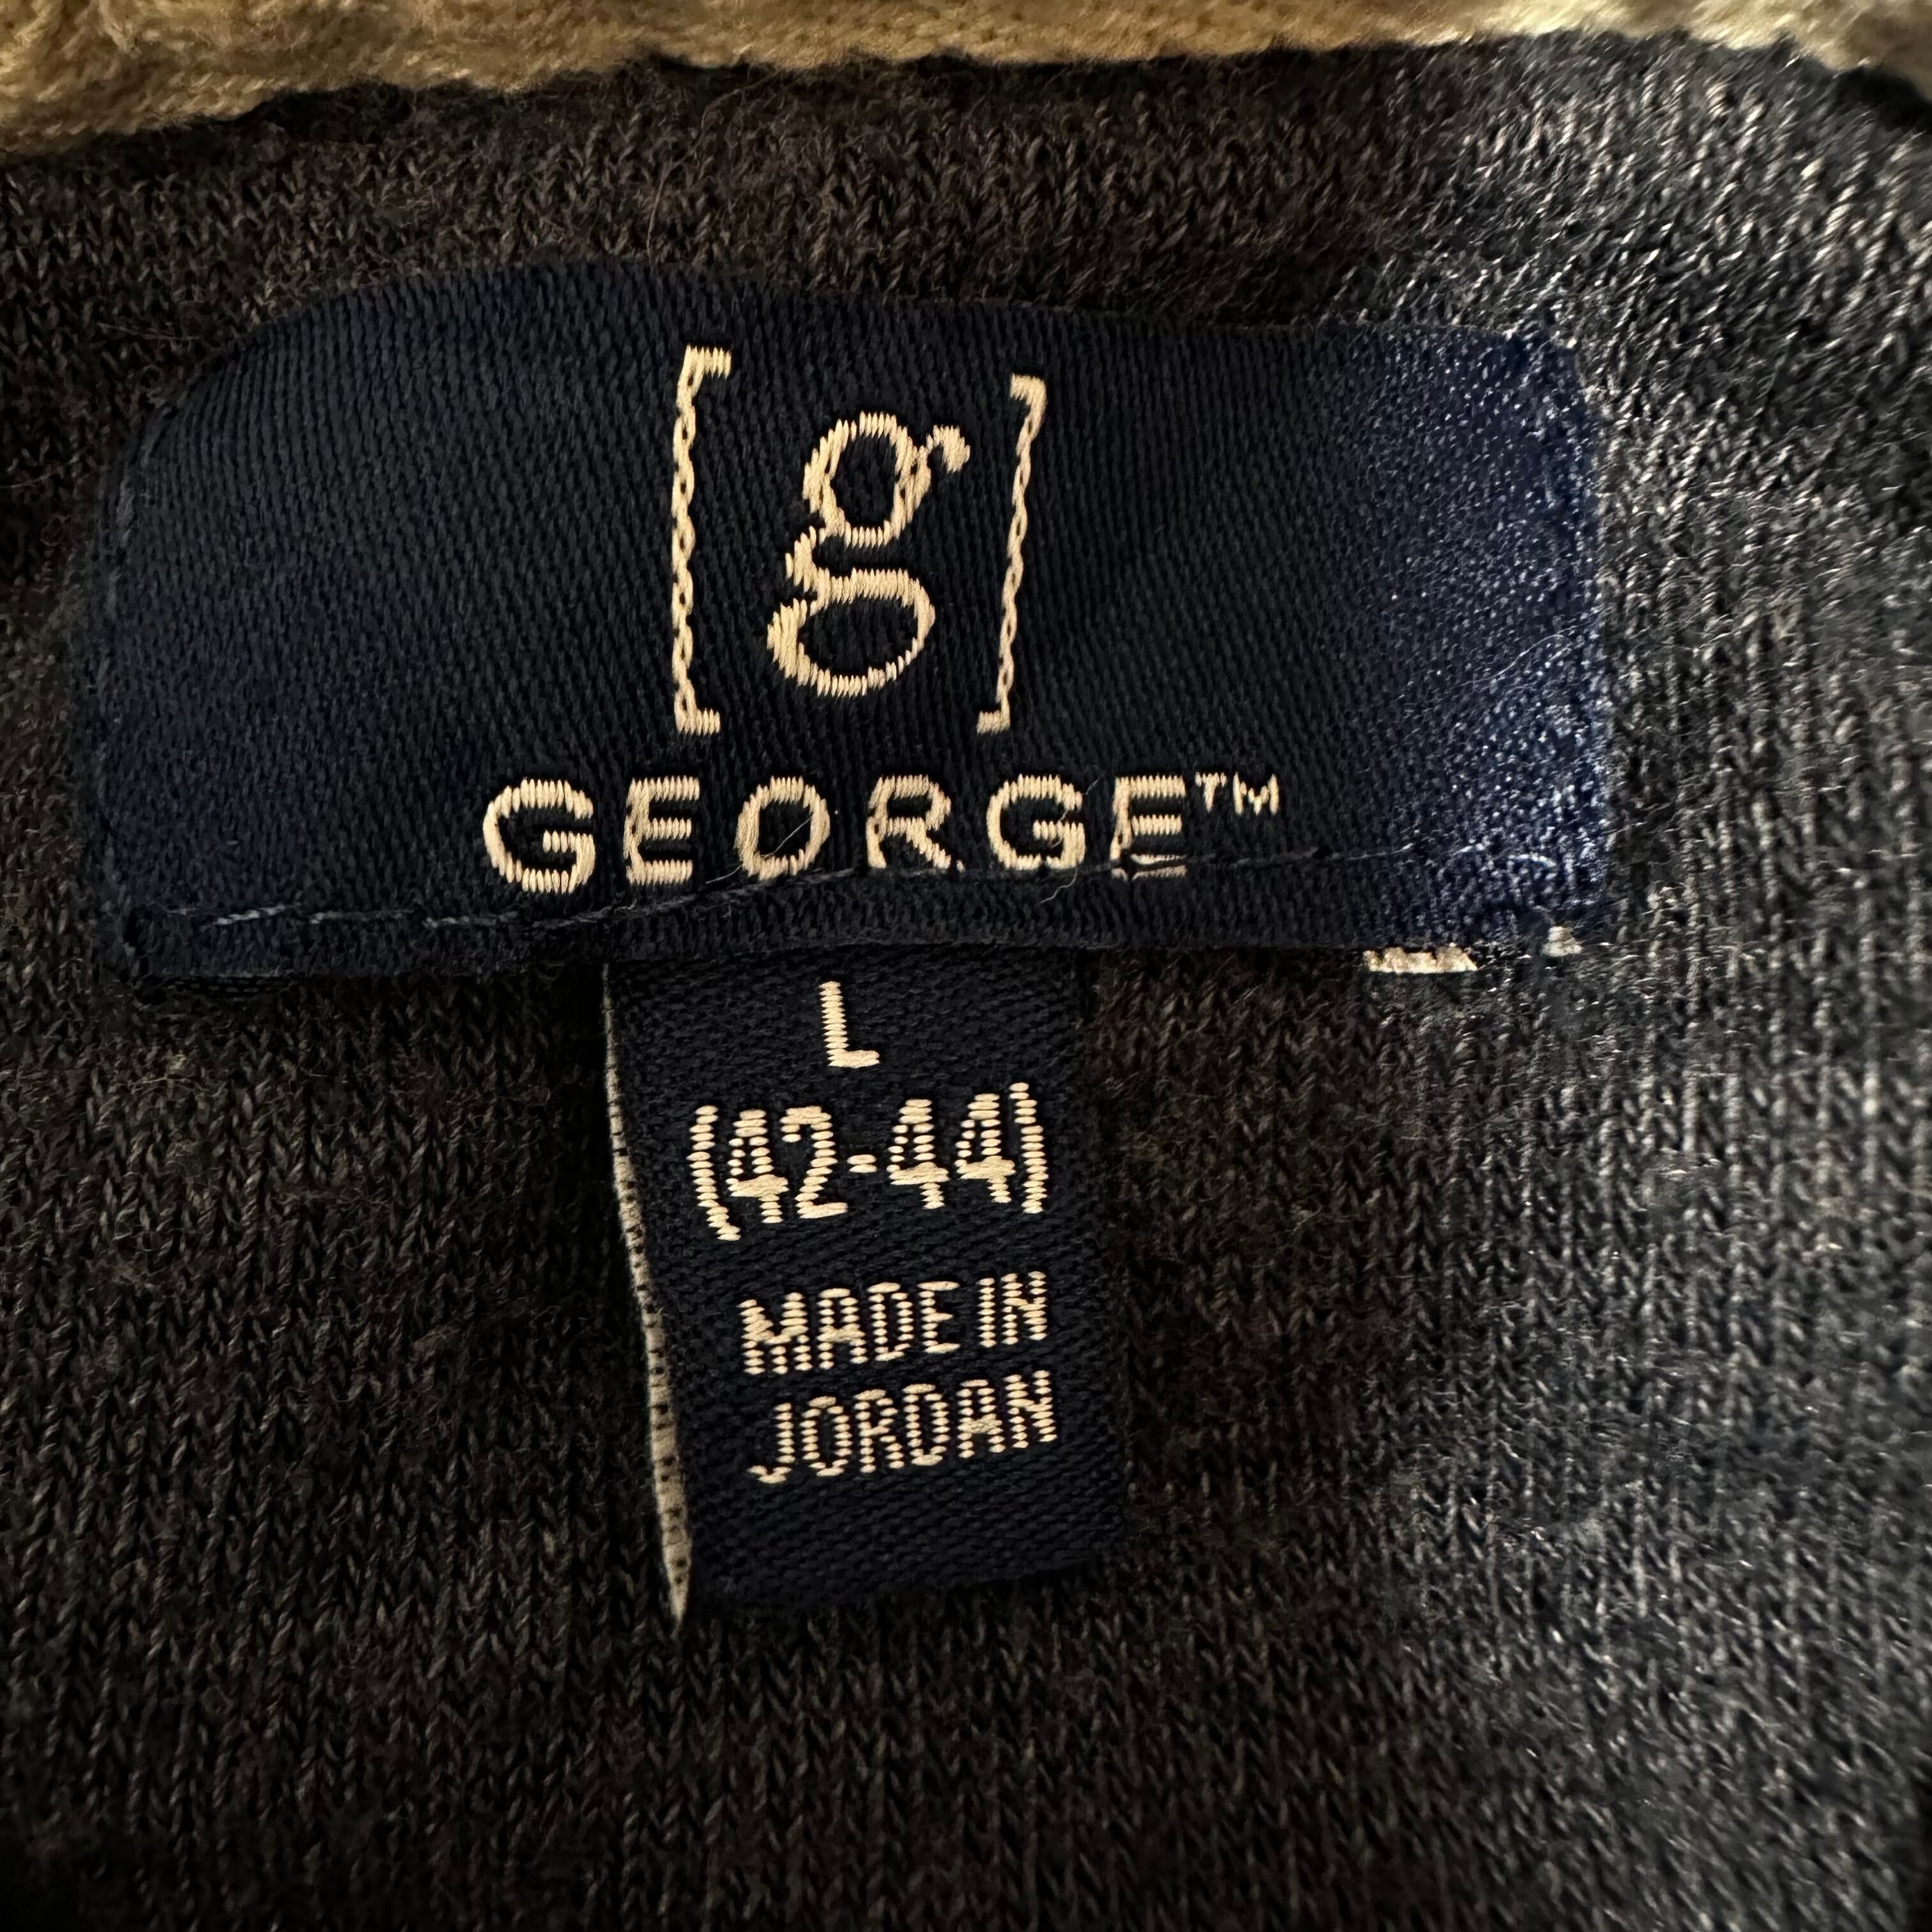 [g]
GEORGE™
L
(42-44)
MADE IN
JORDAN